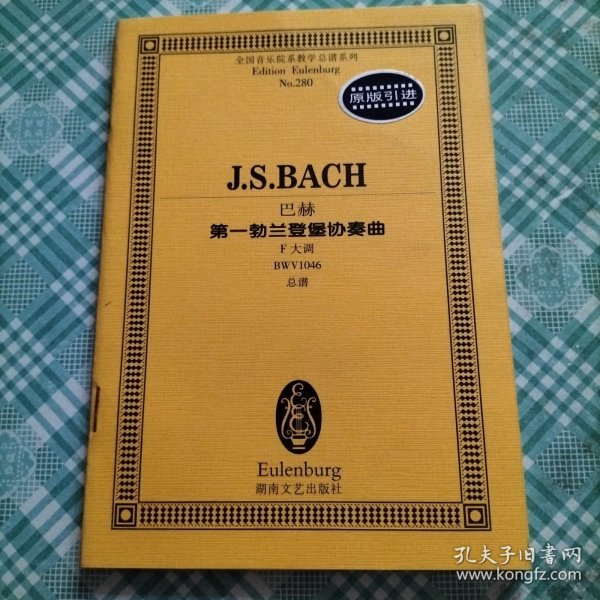 全国音乐院系教学总谱系列
Edition Eulenburg
No.280
原版引进
J.S.BACH
巴赫
第一勃兰登堡协奏曲
F 大调
BWV1046
总谱
Eulenburg
湖南文艺出版社
孔夫子旧书网
www.kongfz.com